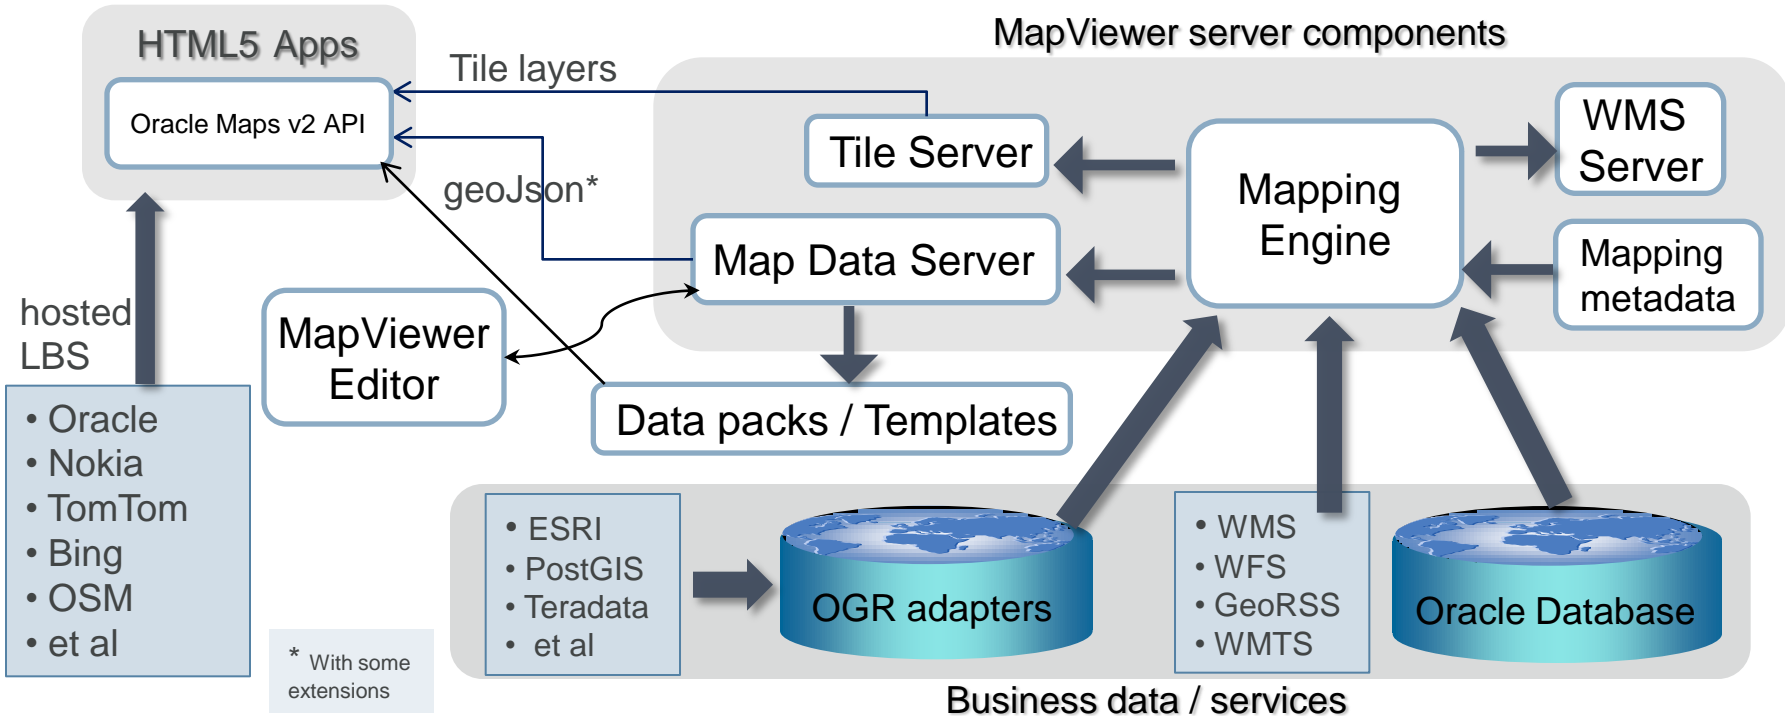 HTML5 Apps
Oracle Maps v2 API
Tile layers
geoJson*
MapViewer server components
Tile Server
Map Data Server
Mapping
Engine
WMS
Server
Mapping
metadata
hosted
LBS
MapViewer
Editor
Data packs / Templates
• Oracle
• Nokia
• TomTom
• Bing
• OSM
• et al
* With some
extensions
• ESRI
• PostGIS
• Teradata
• et al
OGR adapters
• WMS
• WFS
• GeoRSS
• WMTS
Oracle Database
Business data / services